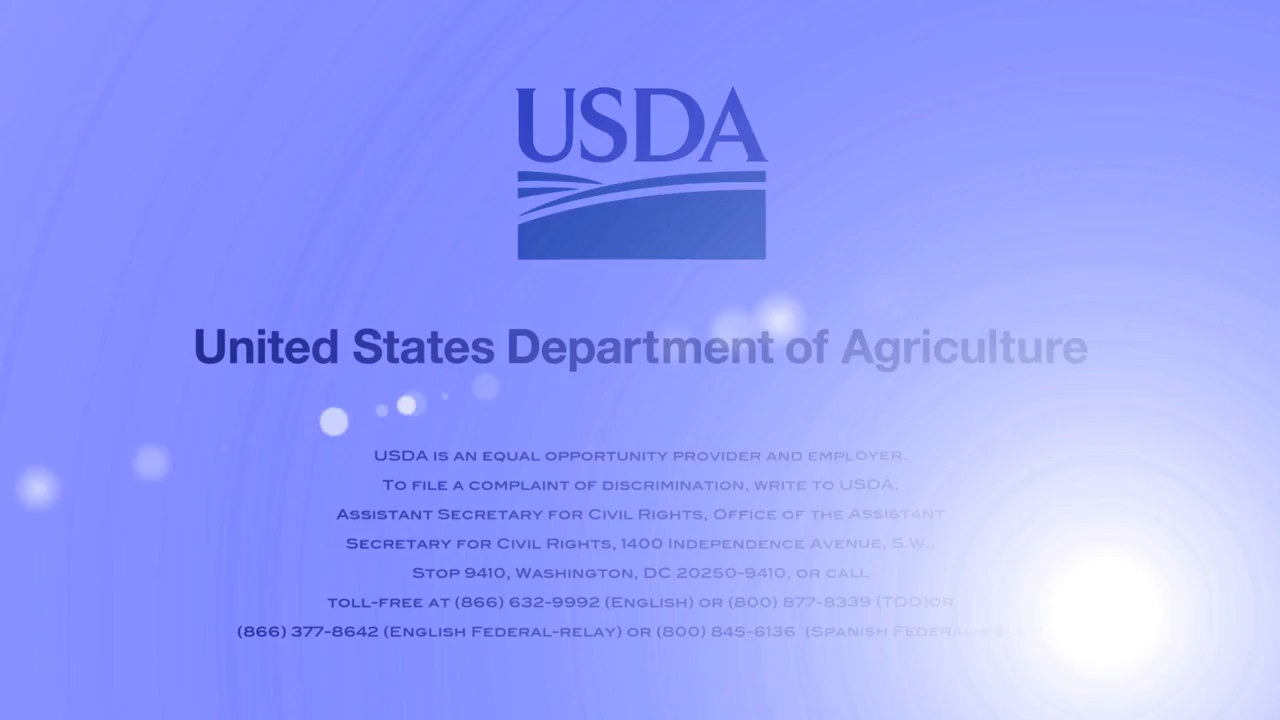 USDA
United States Department of Agriculture
USDA IS AN EQUAL OPPORTUNITY PROVIDER AND EMPLOYER.
TO FILE A COMPLAINT OF DISCRIMINATION, WRITE TO USDA,
ASSISTANT SECRETARY FOR CIVIL RIGHTS, OFFICE OF THE ASSISTANT
SECRETARY FOR CIVIL RIGHTS, 1400 INDEPENDENCE AVENUE, S.W.,
STOP 9410, WASHINGTON, DC 20250-9410, OR CALL
TOLL-FREE AT (866) 632-9992 (ENGLISH) OR (800) 877-8339 (TDD)OR
(866) 377-8642 (ENGLISH FEDERAL-RELAY) OR (800) 845-6136 (SPANISH FEDERAL-